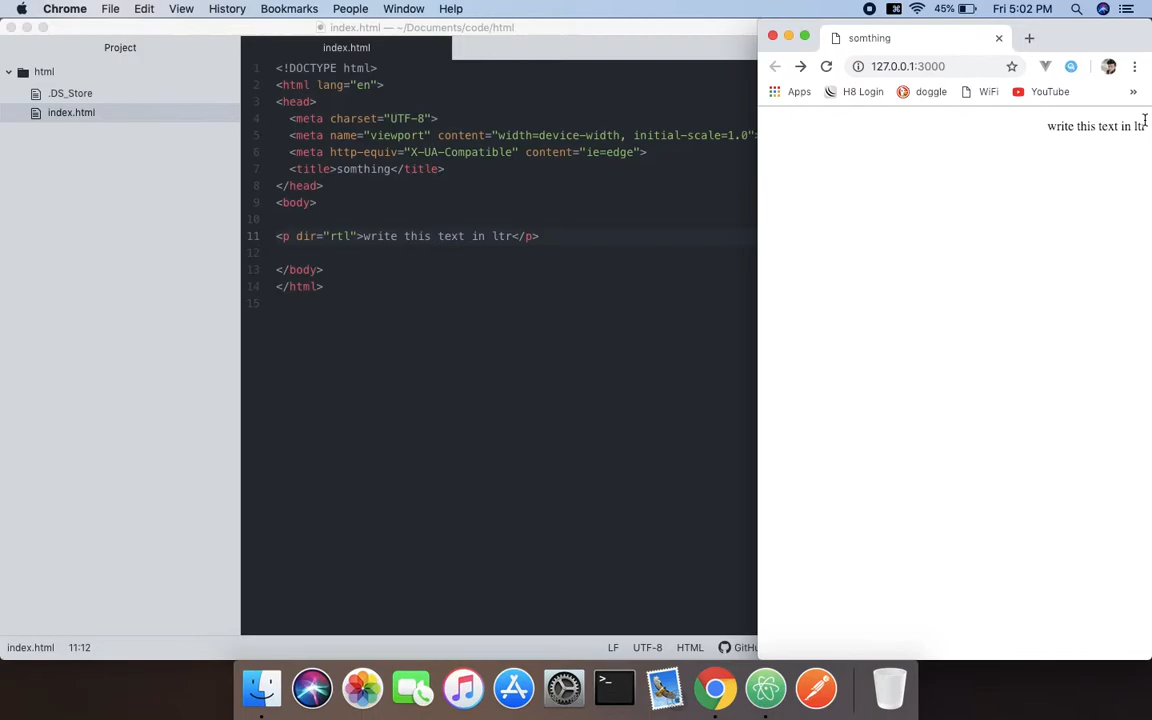 Chrome File Edit View History Bookmarks People Window Help 45% Fri 5:02 PM
index.html — ~/Documents/code/html
Project
html
.DS_Store
index.html
index.html
1 <!DOCTYPE html>
2 <html lang="en">
3 <head>
4 <meta charset="UTF-8">
5 <meta name="viewport" content="width=device-width, initial-scale=1.0">
6 <meta http-equiv="X-UA-Compatible" content="ie=edge">
7 <title>somthing</title>
8 </head>
9 <body>
10
11 <p dir="rtl">write this text in ltr</p>
12
13 </body>
14 </html>
15
index.html 11:12 LF UTF-8 HTML GitHu
somthing
127.0.0.1:3000
Apps H8 Login doggle WiFi YouTube »
write this text in ltr